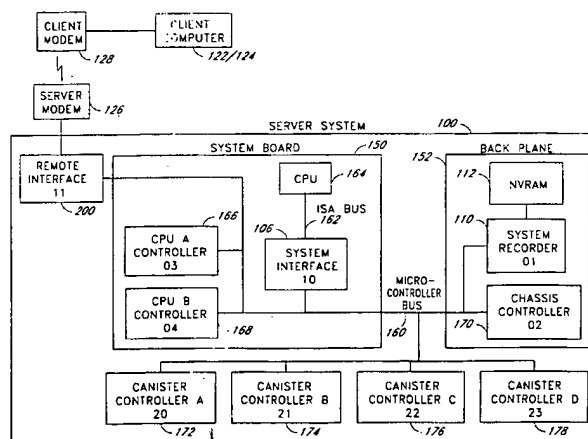 CLIENT
MODEM
128
CLIENT
COMPUTER
122/124
SERVER
MODEM
126
SERVER SYSTEM
100
REMOTE
INTERFACE
11
200
SYSTEM BOARD
150
CPU
164
ISA BUS
162
166
CPU A
CONTROLLER
03
106
SYSTEM
INTERFACE
10
CPU B
CONTROLLER
04
168
MICRO-
CONTROLLER
BUS
160
BACK PLANE
152
112
NVRAM
110
SYSTEM
RECORDER
01
170
CHASSIS
CONTROLLER
02
CANISTER
CONTROLLER A
20
172
CANISTER
CONTROLLER B
21
174
CANISTER
CONTROLLER C
22
176
CANISTER
CONTROLLER D
23
178